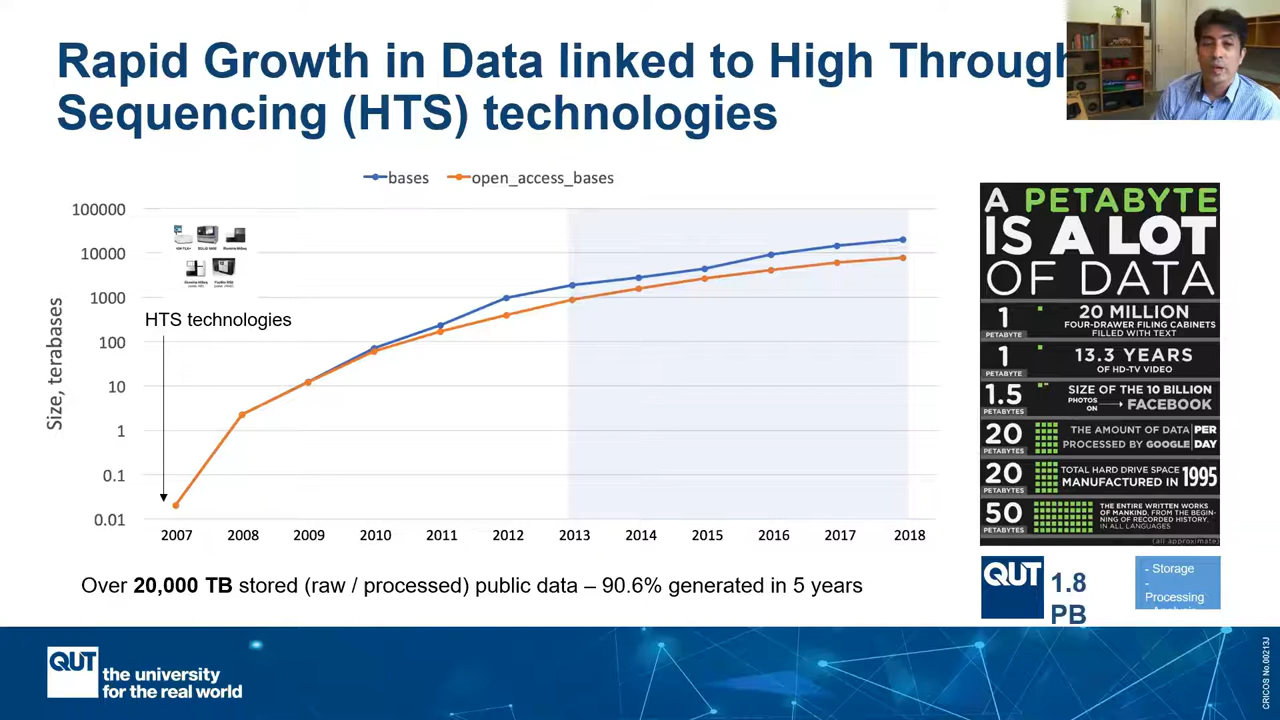 Rapid Growth in Data linked to High Through
Sequencing (HTS) technologies
bases
open_access_bases
Size, terabases
100000
10000
1000
100
10
1
0.1
0.01
HTS technologies
2007 2008 2009 2010 2011 2012 2013 2014 2015 2016 2017 2018
Over 20,000 TB stored (raw / processed) public data – 90.6% generated in 5 years
A PETABYTE
IS A LOT
OF DATA
1
PETABYTE
20 MILLION
FOUR-DRAWER FILING CABINETS
FILLED WITH TEXT
1
PETABYTE
13.3 YEARS
OF HD-TV VIDEO
1.5
PETABYTES
SIZE OF THE 10 BILLION
PHOTOS
ON
FACEBOOK
20
PETABYTES
THE AMOUNT OF DATA PER
PROCESSED BY GOOGLE DAY
20
PETABYTES
TOTAL HARD DRIVE SPACE
MANUFACTURED IN 1995
50
PETABYTES
THE ENTIRE WRITTEN WORKS
OF MANKIND, FROM THE BEGIN-
NING OF RECORDED HISTORY,
IN ALL LANGUAGES
(all approximate)
QUT
1.8
PB
- Storage
-
Processing
QUT
the university
for the real world
CRICOS No.00213J